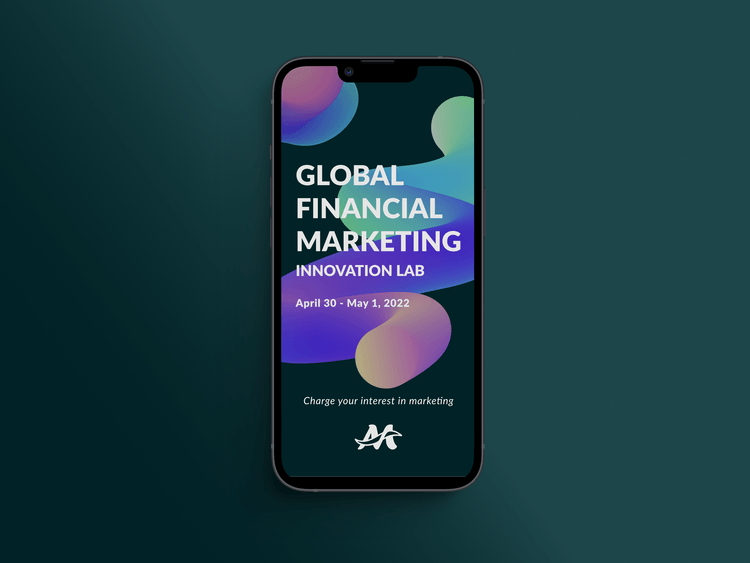 GLOBAL
FINANCIAL
MARKETING
INNOVATION LAB
April 30 - May 1, 2022
Charge your interest in marketing